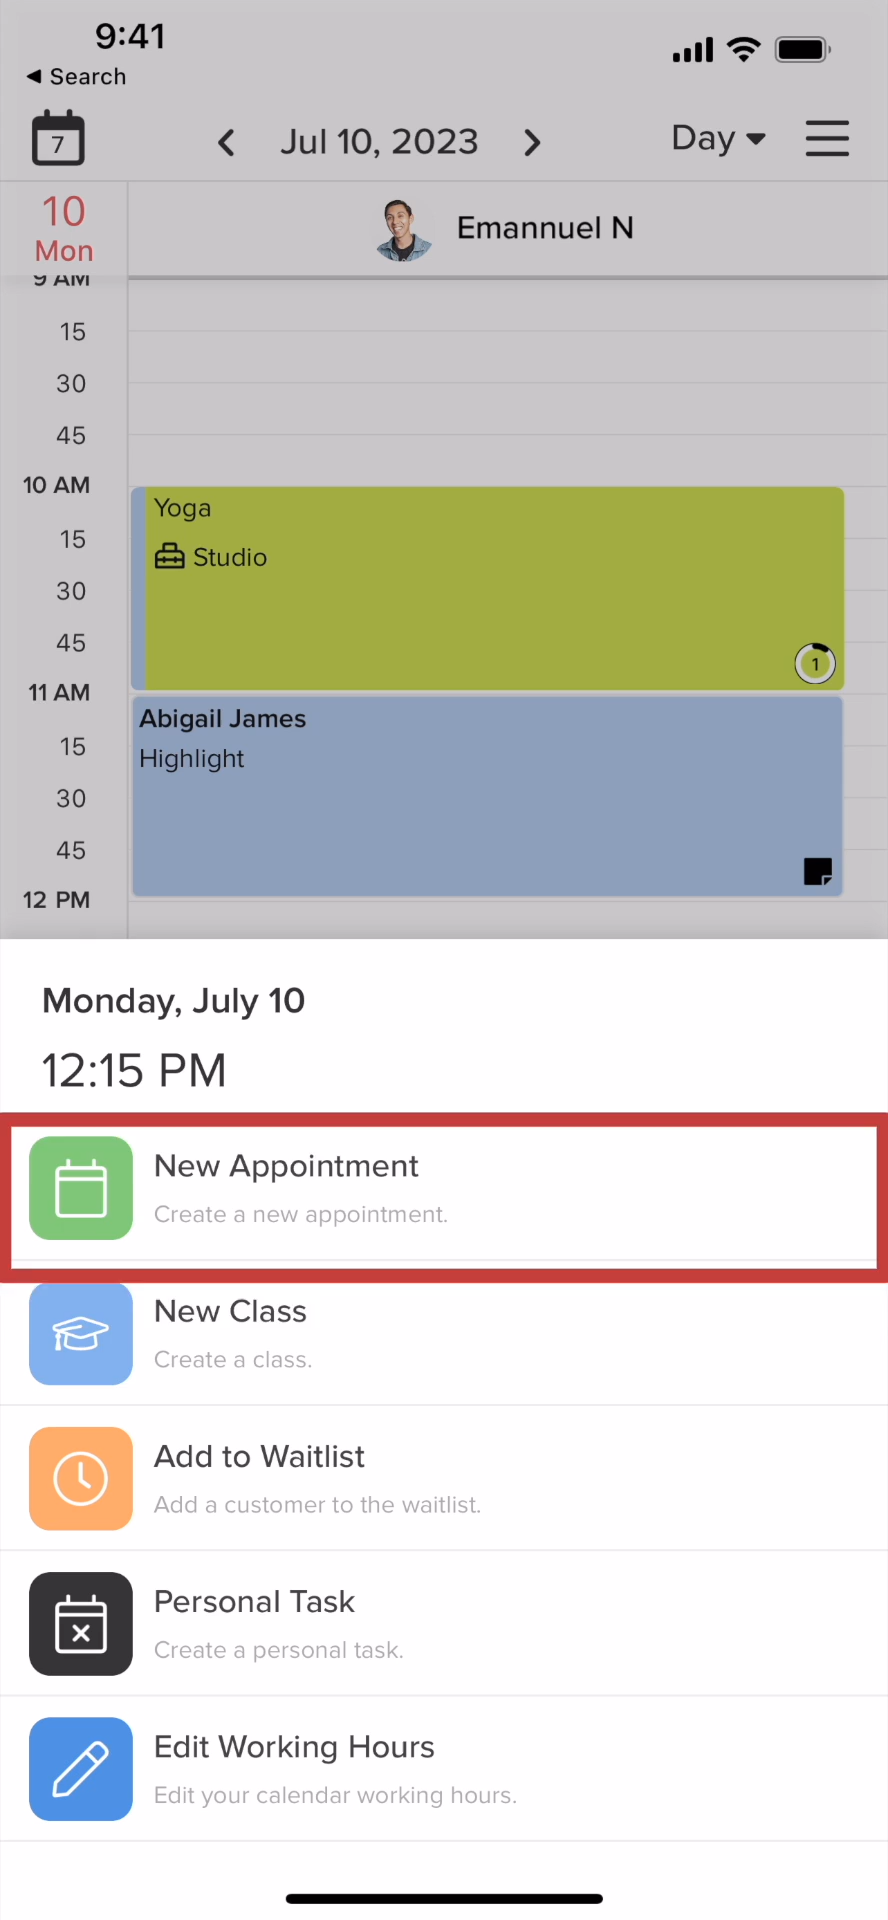 9:41
◀ Search
7
Jul 10, 2023
Day
10
Mon
Emannuel N
9 AM
15
30
45
10 AM
Yoga
15
Studio
30
45
1
11 AM
Abigail James
15
Highlight
30
45
12 PM
Monday, July 10
12:15 PM
New Appointment
Create a new appointment.
New Class
Create a class.
Add to Waitlist
Add a customer to the waitlist.
Personal Task
Create a personal task.
Edit Working Hours
Edit your calendar working hours.